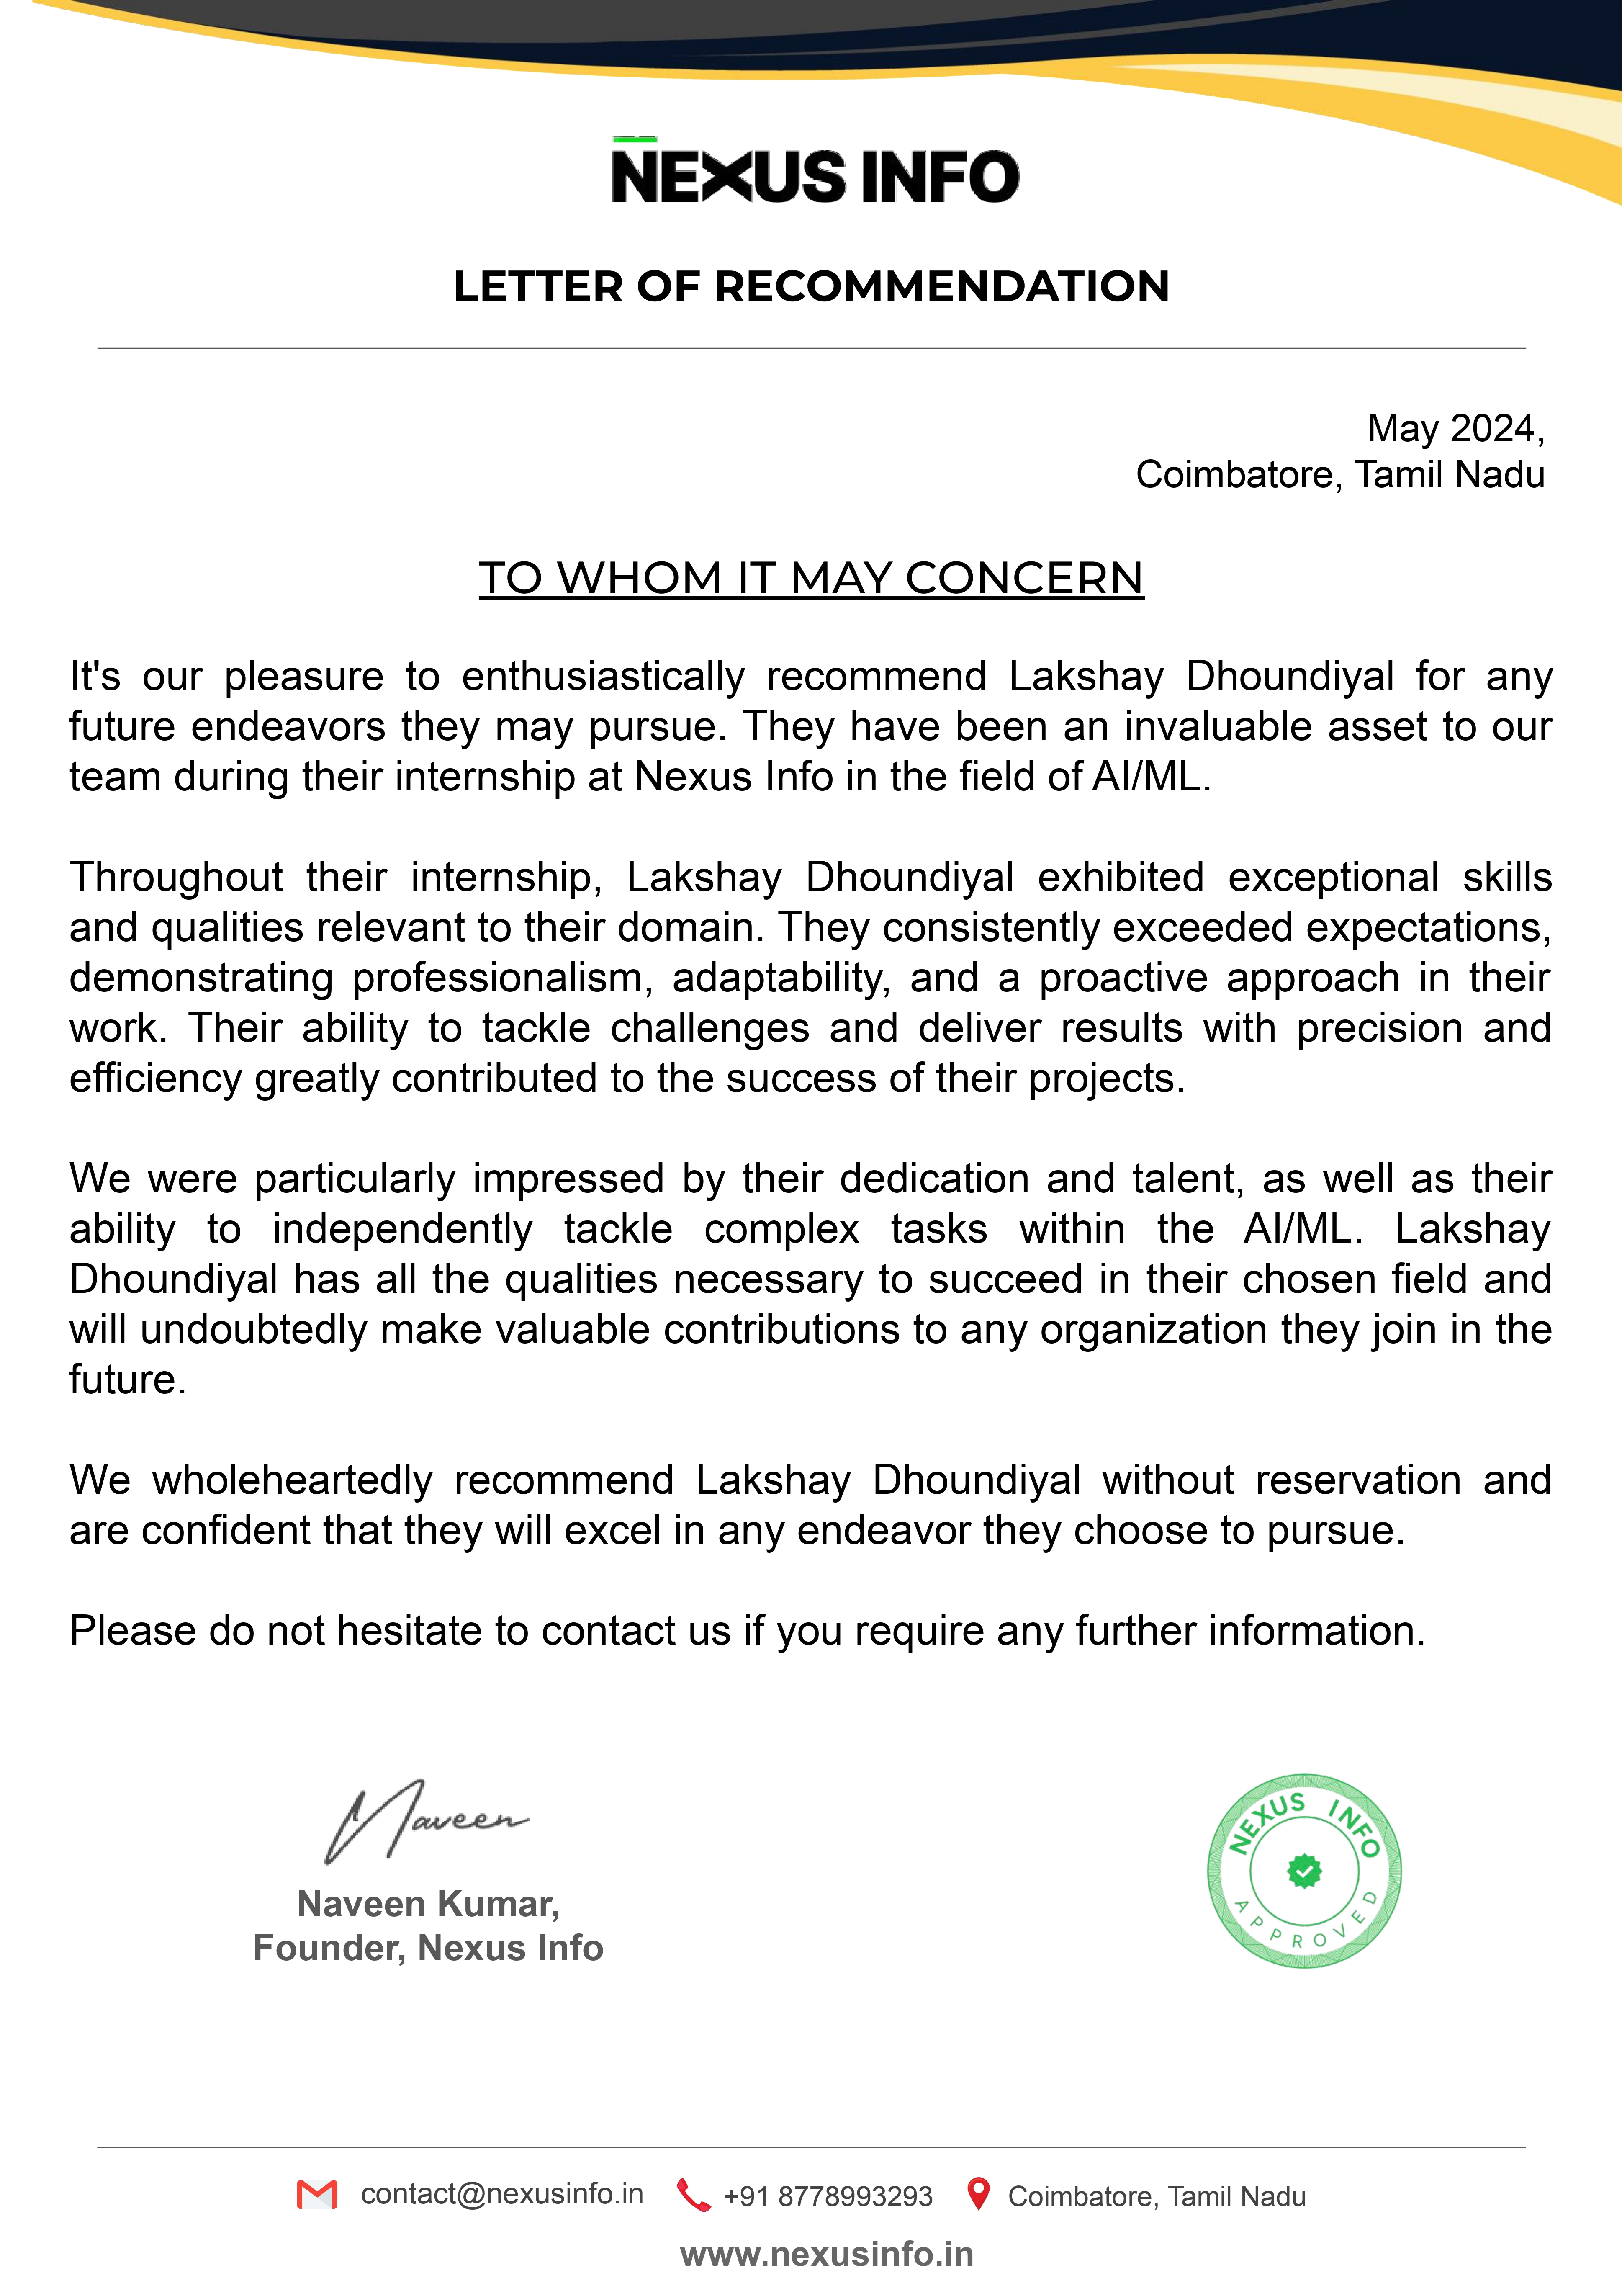 NEXUS INFO
LETTER OF RECOMMENDATION
May 2024,
Coimbatore, Tamil Nadu
TO WHOM IT MAY CONCERN
It's our pleasure to enthusiastically recommend Lakshay Dhoundiyal for any
future endeavors they may pursue. They have been an invaluable asset to our
team during their internship at Nexus Info in the field of AI/ML.
Throughout their internship, Lakshay Dhoundiyal exhibited exceptional skills
and qualities relevant to their domain. They consistently exceeded expectations,
demonstrating professionalism, adaptability, and a proactive approach in their
work. Their ability to tackle challenges and deliver results with precision and
efficiency greatly contributed to the success of their projects.
We were particularly impressed by their dedication and talent, as well as their
ability to independently tackle complex tasks within the AI/ML. Lakshay
Dhoundiyal has all the qualities necessary to succeed in their chosen field and
will undoubtedly make valuable contributions to any organization they join in the
future.
We wholeheartedly recommend Lakshay Dhoundiyal without reservation and
are confident that they will excel in any endeavor they choose to pursue.
Please do not hesitate to contact us if you require any further information.
Naveen
Naveen Kumar,
Founder, Nexus Info
NEXUS INFO
APPROVED
contact@nexusinfo.in +91 8778993293 Coimbatore, Tamil Nadu
www.nexusinfo.in